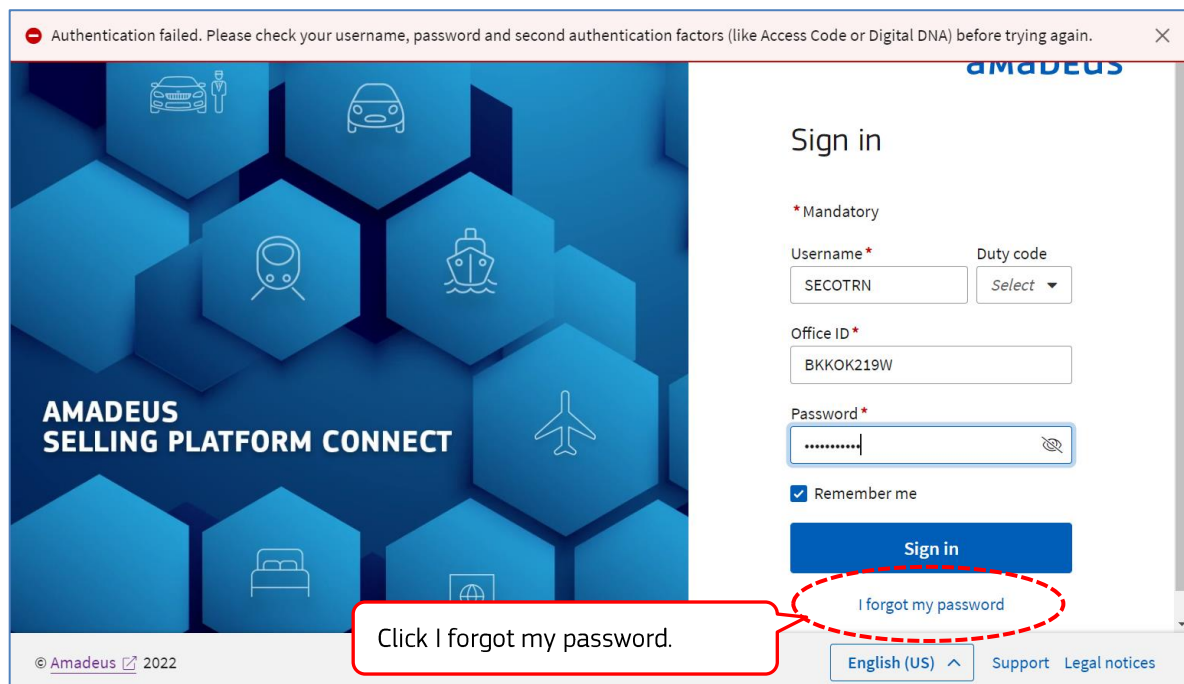 Authentication failed. Please check your username, password and second authentication factors (like Access Code or Digital DNA) before trying again.
aMaDEUS
Sign in
*Mandatory
Username* Duty code
SECOTRN Select
Office ID*
BKKOK219W
Password*
•••••••••••
Remember me
Sign in
I forgot my password
AMADEUS
SELLING PLATFORM CONNECT
Click I forgot my password.
© Amadeus 2022 English (US) Support Legal notices